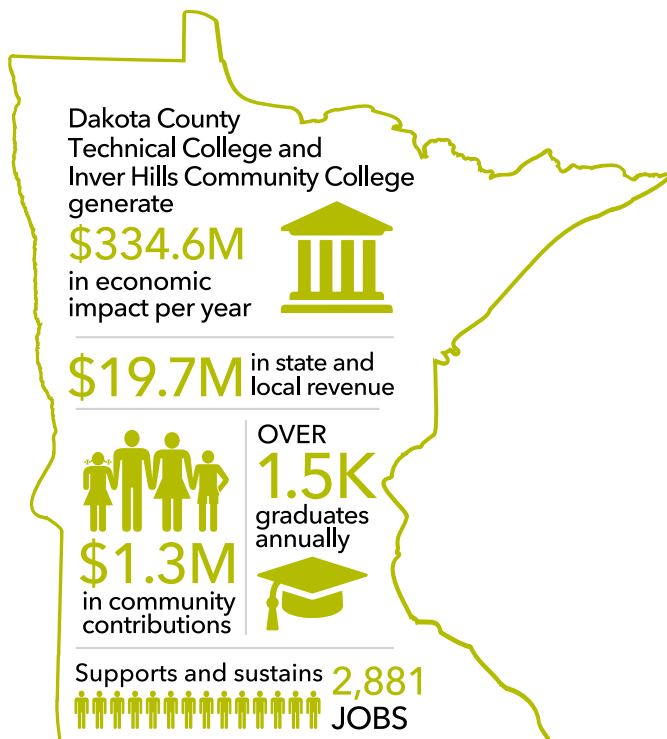 Dakota County
Technical College and
Inver Hills Community College
generate
$334.6M
in economic
impact per year
$19.7M in state and
local revenue
$1.3M
in community
contributions
OVER
1.5K
graduates
annually
Supports and sustains 2,881
JOBS